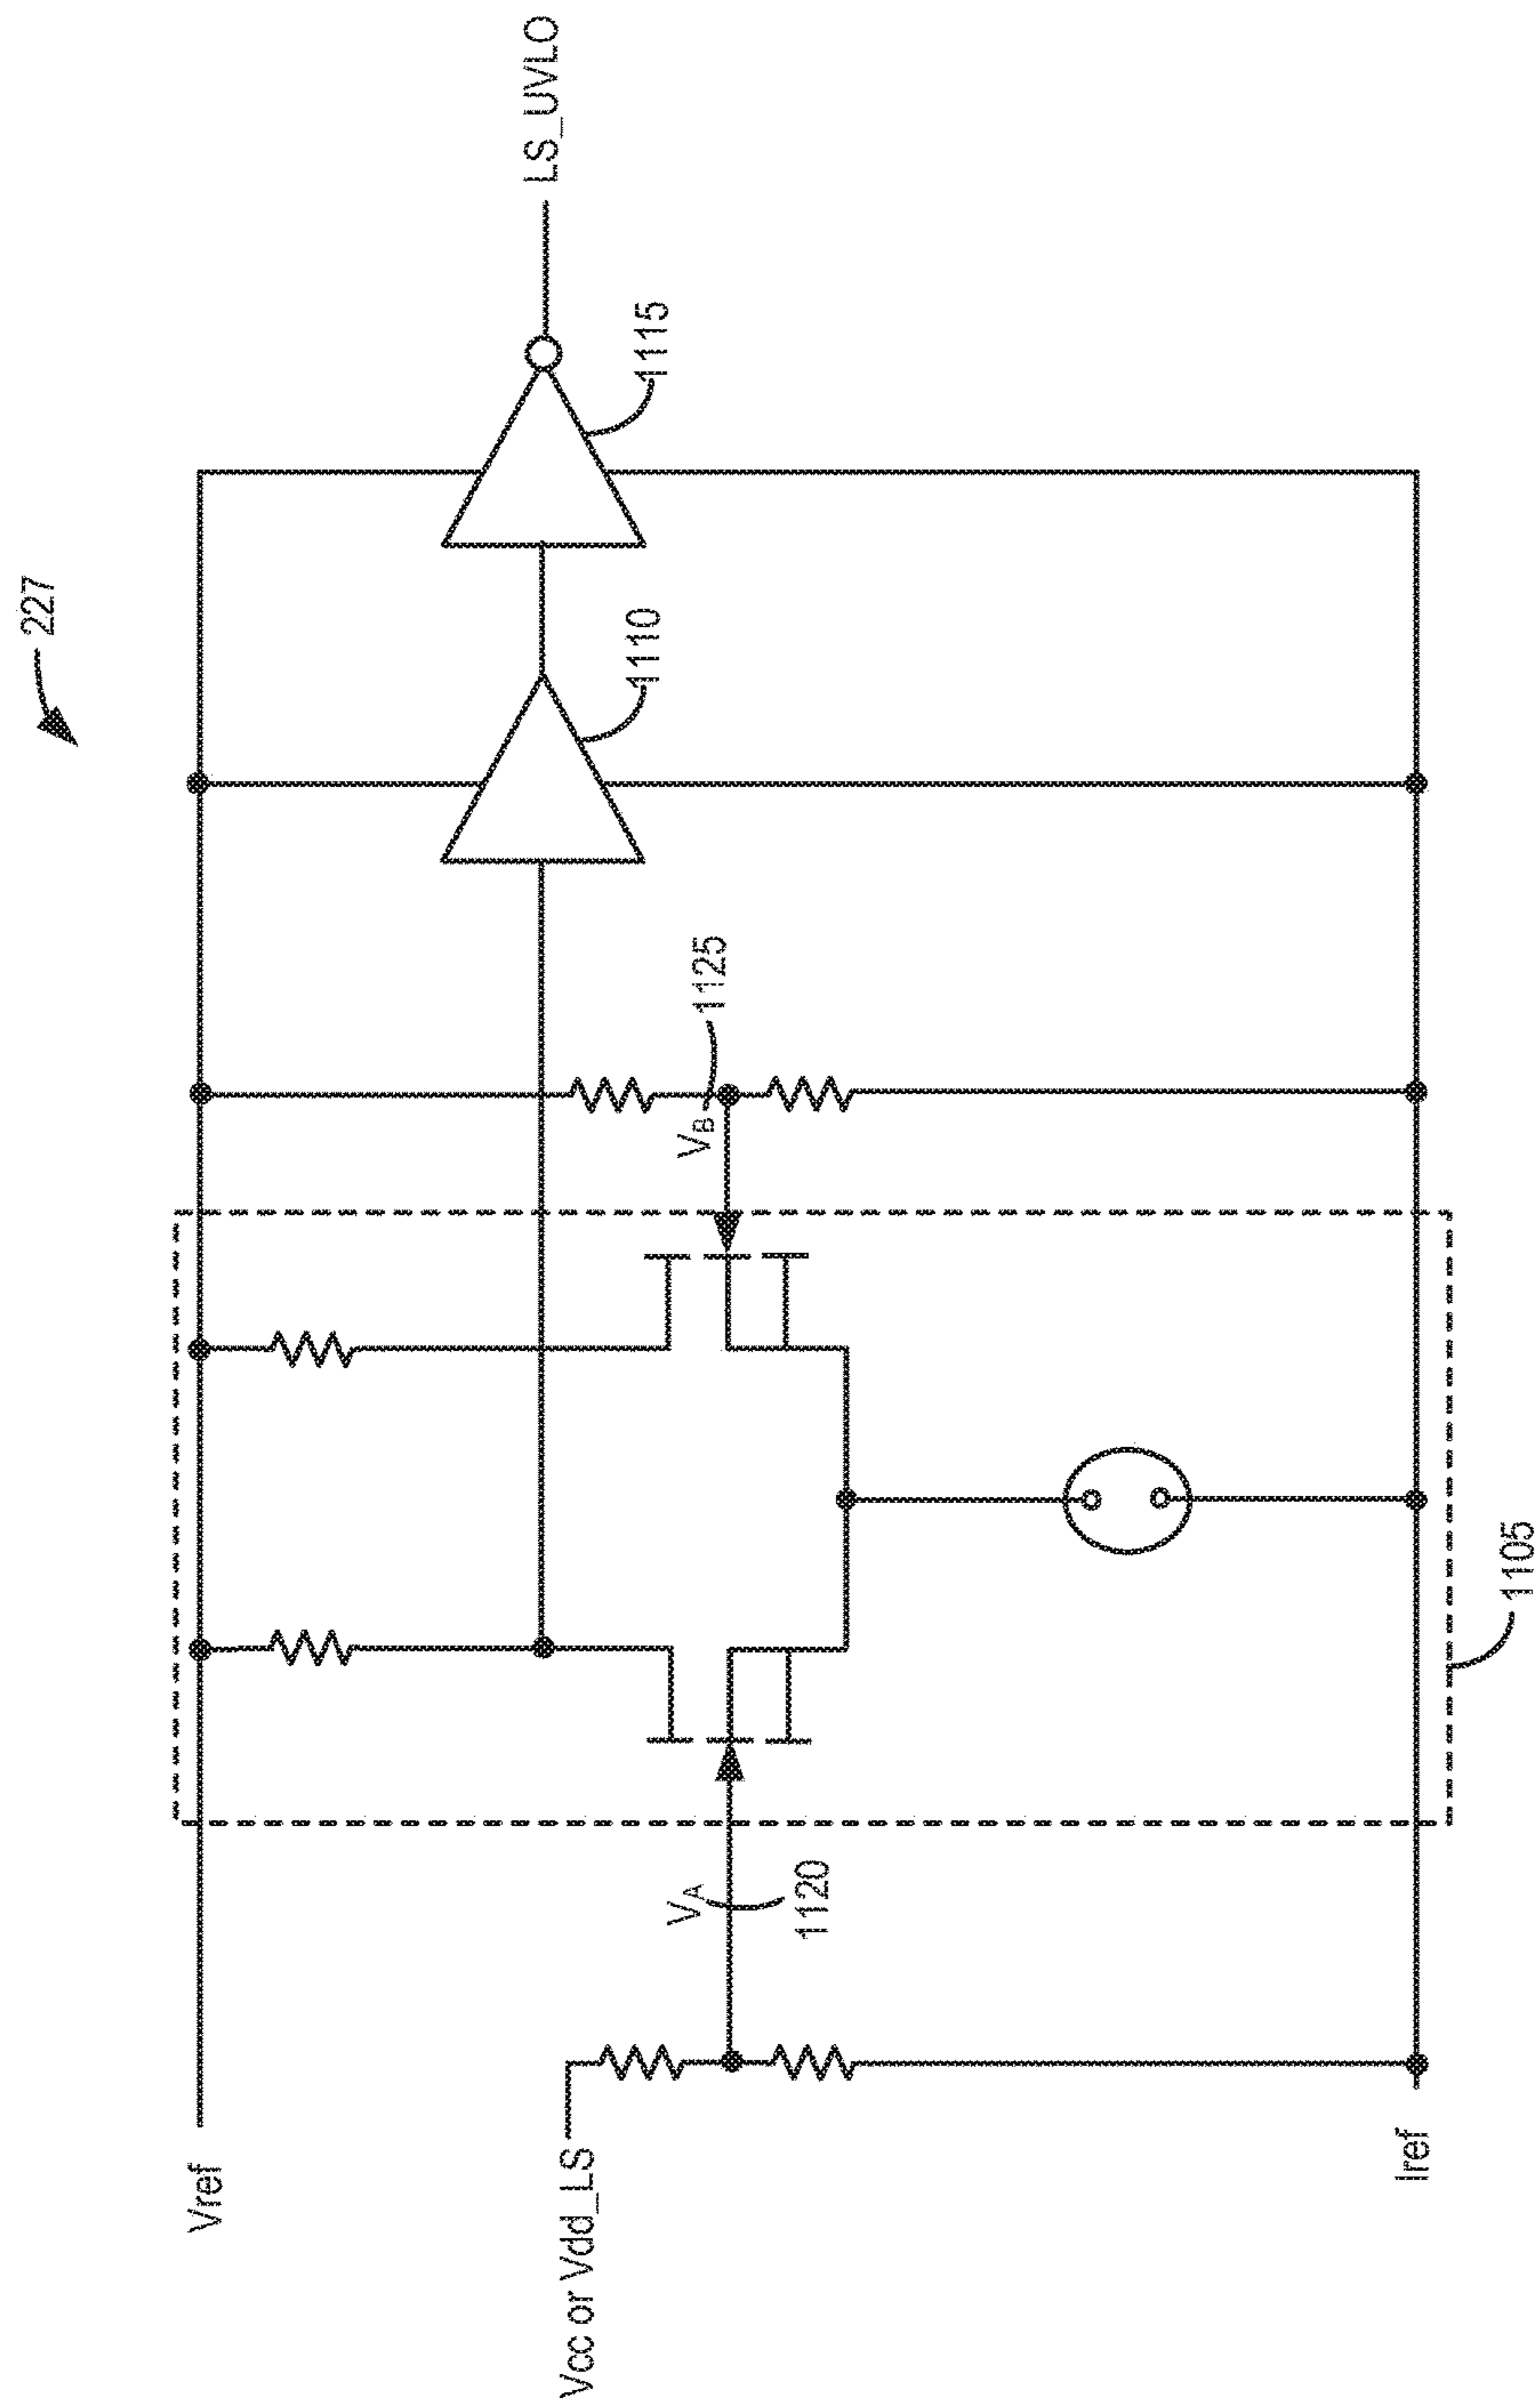 227
Vref
Vcc or Vdd_LS
Iref
VA
1120
1105
VB
1125
1110
1115
LS_UVLO